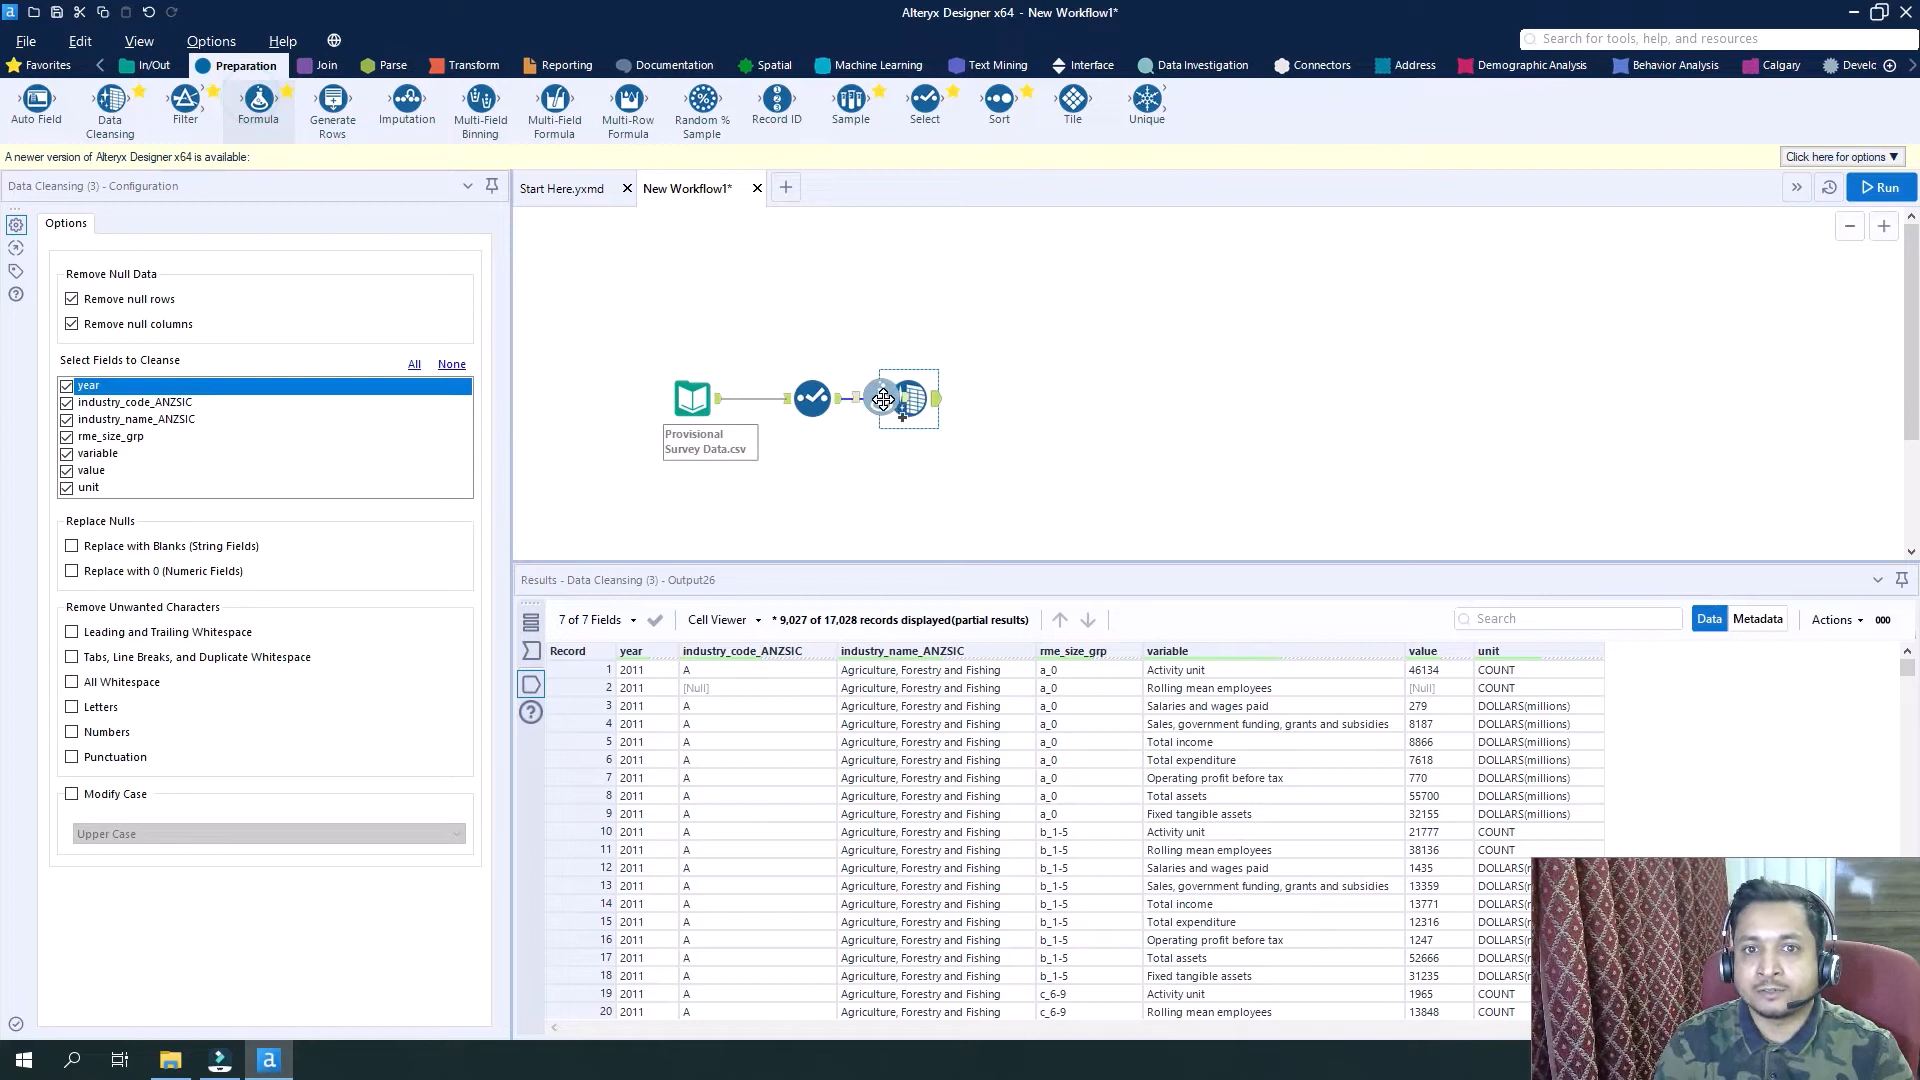 Alteryx Designer x64 - New Workflow1*
File Edit View Options Help
Search for tools, help, and resources
Favorites In/Out Preparation Join Parse Transform Reporting Documentation Spatial Machine Learning Text Mining Interface Data Investigation Connectors Address Demographic Analysis Behavior Analysis Calgary Develo
Auto Field Data Cleansing Filter Formula Generate Rows Imputation Multi-Field Binning Multi-Field Formula Multi-Row Formula Random % Sample Record ID Sample Select Sort Tile Unique
A newer version of Alteryx Designer x64 is available:
Click here for options ▼
Data Cleansing (3) - Configuration
Start Here.yxmd New Workflow1*
Run
Options
Remove Null Data
Remove null rows
Remove null columns
Select Fields to Cleanse All None
year
industry_code_ANZSIC
industry_name_ANZSIC
rme_size_grp
variable
value
unit
Replace Nulls
Replace with Blanks (String Fields)
Replace with 0 (Numeric Fields)
Remove Unwanted Characters
Leading and Trailing Whitespace
Tabs, Line Breaks, and Duplicate Whitespace
All Whitespace
Letters
Numbers
Punctuation
Modify Case
Upper Case
Provisional
Survey Data.csv
Results - Data Cleansing (3) - Output26
7 of 7 Fields Cell Viewer * 9,027 of 17,028 records displayed(partial results) Search Data Metadata Actions 000
Record year industry_code_ANZSIC industry_name_ANZSIC rme_size_grp variable value unit
1 2011 A Agriculture, Forestry and Fishing a_0 Activity unit 46134 COUNT
2 2011 [Null] Agriculture, Forestry and Fishing a_0 Rolling mean employees [Null] COUNT
3 2011 A Agriculture, Forestry and Fishing a_0 Salaries and wages paid 279 DOLLARS(millions)
4 2011 A Agriculture, Forestry and Fishing a_0 Sales, government funding, grants and subsidies 8187 DOLLARS(millions)
5 2011 A Agriculture, Forestry and Fishing a_0 Total income 8866 DOLLARS(millions)
6 2011 A Agriculture, Forestry and Fishing a_0 Total expenditure 7618 DOLLARS(millions)
7 2011 A Agriculture, Forestry and Fishing a_0 Operating profit before tax 770 DOLLARS(millions)
8 2011 A Agriculture, Forestry and Fishing a_0 Total assets 55700 DOLLARS(millions)
9 2011 A Agriculture, Forestry and Fishing a_0 Fixed tangible assets 32155 DOLLARS(millions)
10 2011 A Agriculture, Forestry and Fishing b_1-5 Activity unit 21777 COUNT
11 2011 A Agriculture, Forestry and Fishing b_1-5 Rolling mean employees 38136 COUNT
12 2011 A Agriculture, Forestry and Fishing b_1-5 Salaries and wages paid 1435 DOLLARS(
13 2011 A Agriculture, Forestry and Fishing b_1-5 Sales, government funding, grants and subsidies 13359 DOLLARS(
14 2011 A Agriculture, Forestry and Fishing b_1-5 Total income 13771 DOLLARS(
15 2011 A Agriculture, Forestry and Fishing b_1-5 Total expenditure 12316 DOLLARS(
16 2011 A Agriculture, Forestry and Fishing b_1-5 Operating profit before tax 1247 DOLLARS(
17 2011 A Agriculture, Forestry and Fishing b_1-5 Total assets 52666 DOLLARS(
18 2011 A Agriculture, Forestry and Fishing b_1-5 Fixed tangible assets 31235 DOLLARS(
19 2011 A Agriculture, Forestry and Fishing c_6-9 Activity unit 1965 COUNT
20 2011 A Agriculture, Forestry and Fishing c_6-9 Rolling mean employees 13848 COUNT